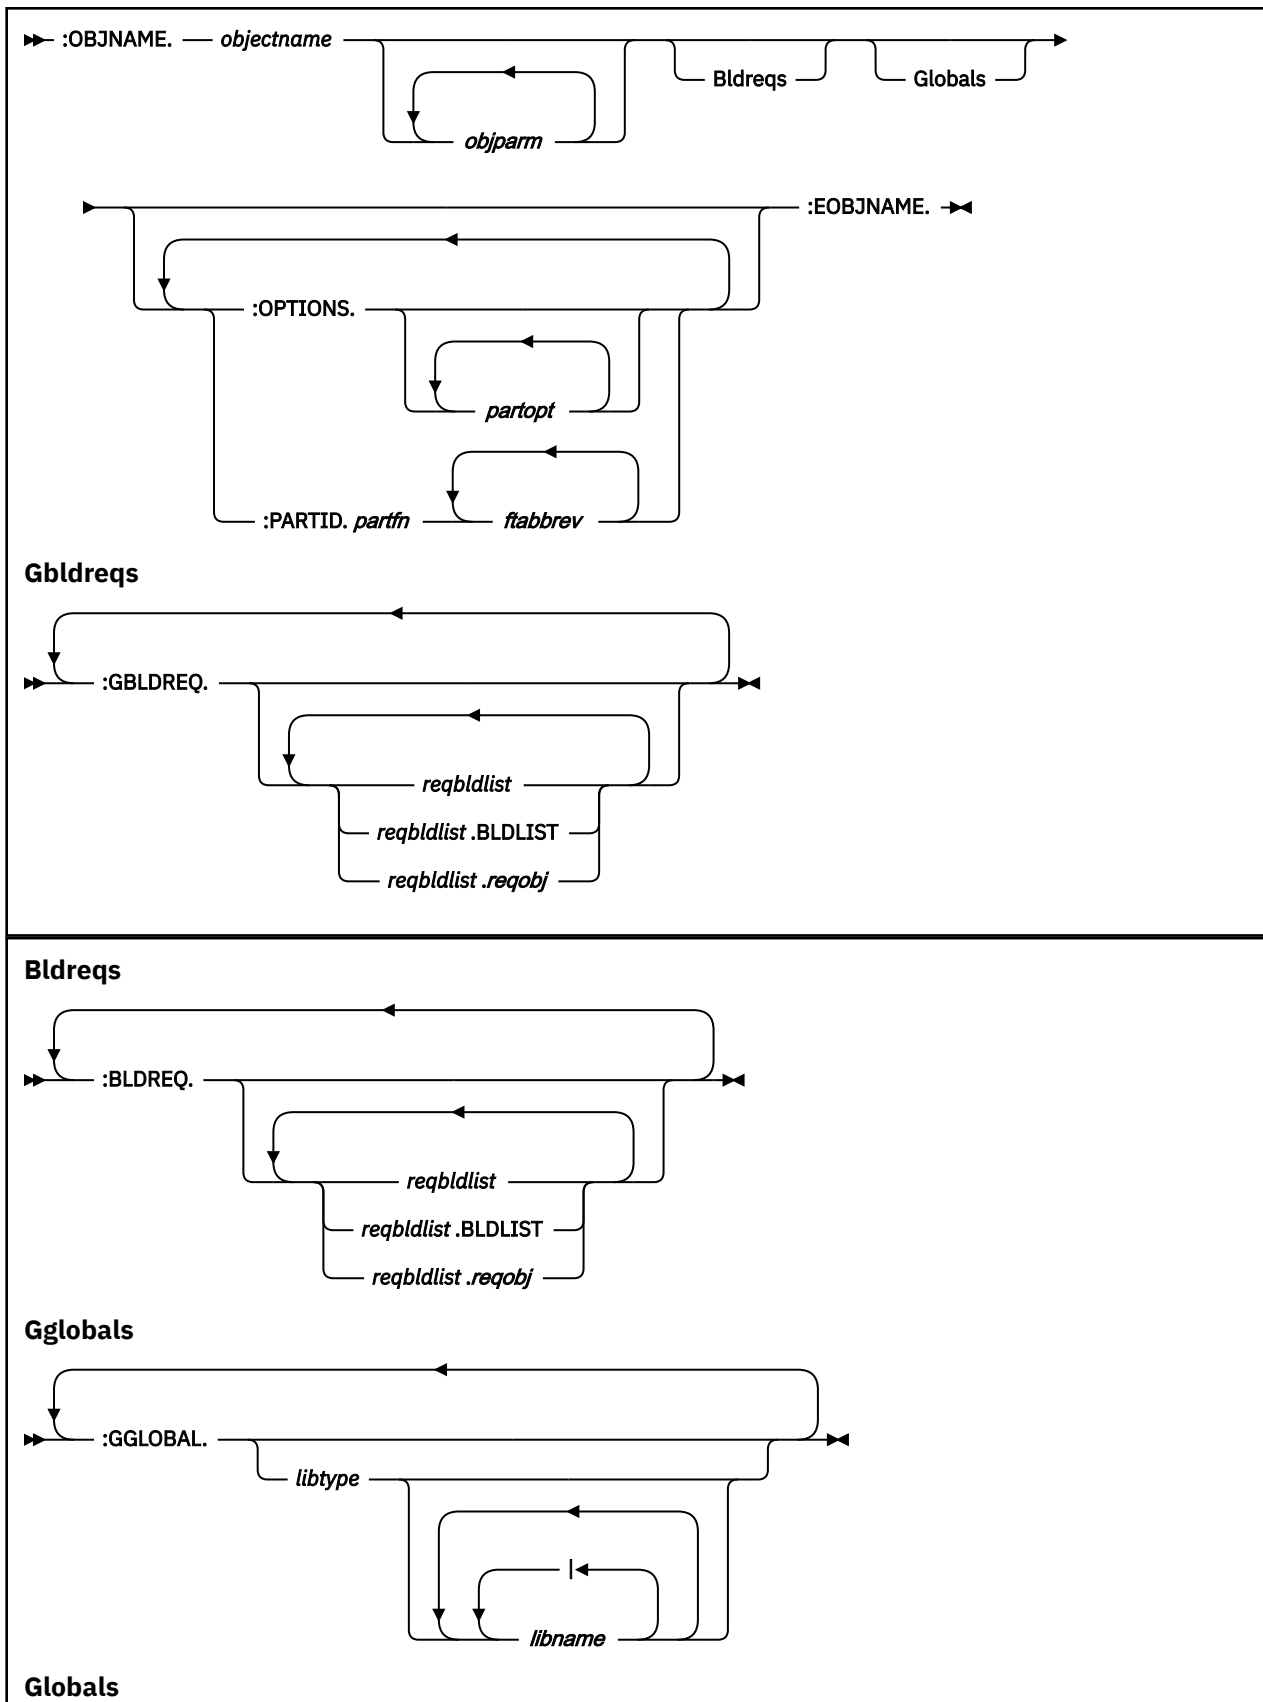 :OBJNAME. objectname
Bldreqs Globals
objparm
:EOBJNAME.
:OPTIONS.
partopt
:PARTID. partfn ftabbrev
Gbldreqs
:GBLDREQ.
reqbldlist
reqbldlist .BLDLIST
reqbldlist .reqobj
Bldreqs
:BLDREQ.
reqbldlist
reqbldlist .BLDLIST
reqbldlist .reqobj
Gglobals
:GGLOBAL.
libtype
|
libname
Globals